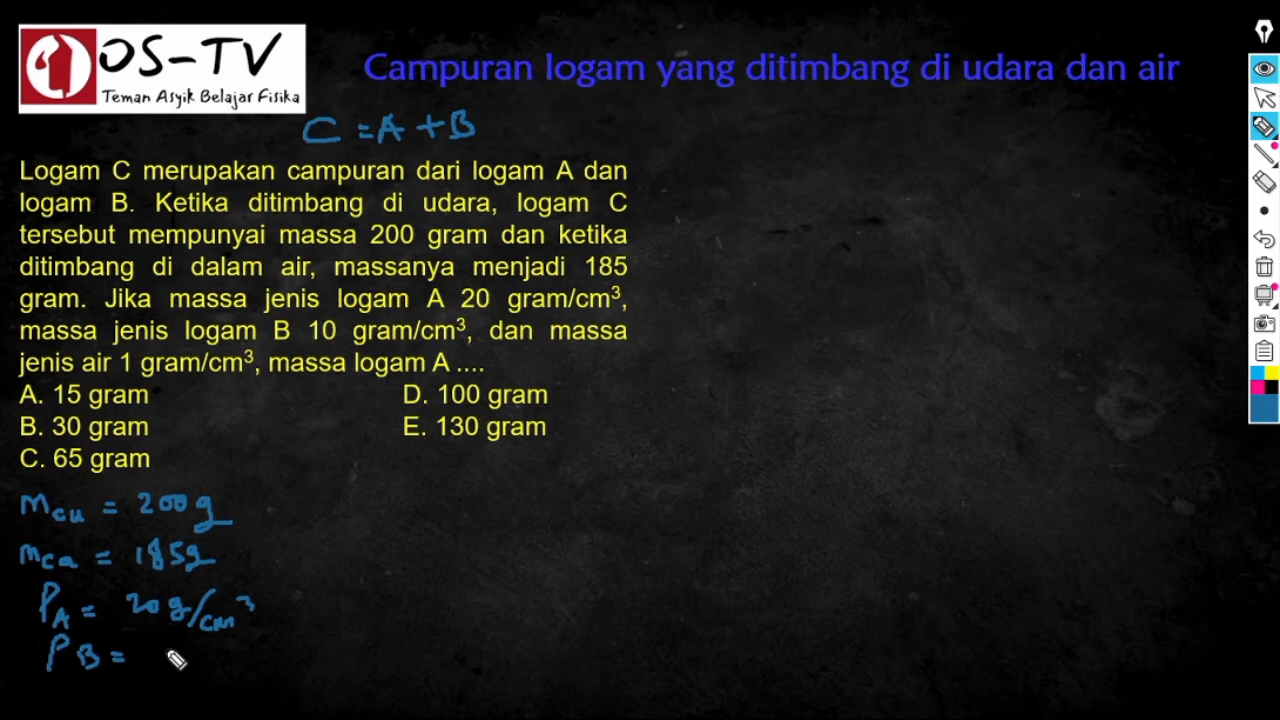 OS-TV
Teman Asyik Belajar Fisika
Campuran logam yang ditimbang di udara dan air
C = A + B
Logam C merupakan campuran dari logam A dan
logam B. Ketika ditimbang di udara, logam C
tersebut mempunyai massa 200 gram dan ketika
ditimbang di dalam air, massanya menjadi 185
gram. Jika massa jenis logam A 20 gram/cm³,
massa jenis logam B 10 gram/cm³, dan massa
jenis air 1 gram/cm³, massa logam A ....
A. 15 gram D. 100 gram
B. 30 gram E. 130 gram
C. 65 gram
mcu = 200 g
mca = 185 g
ρA = 20 g/cm³
ρB =